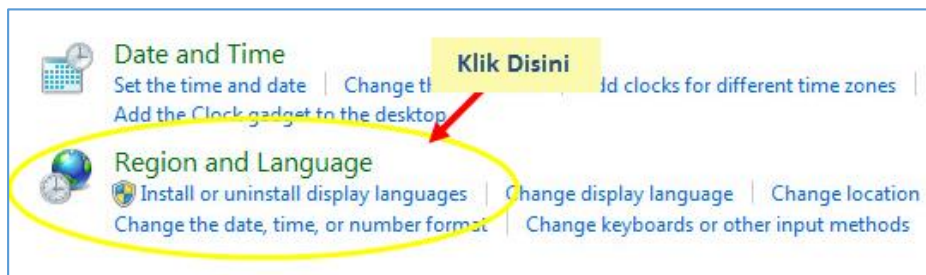 Date and Time
Klik Disini
Set the time and date | Change th | dd clocks for different time zones |
Add the Clock gadget to the desktop
Region and Language
Install or uninstall display languages | Change display language | Change location
Change the date, time, or number format | Change keyboards or other input methods